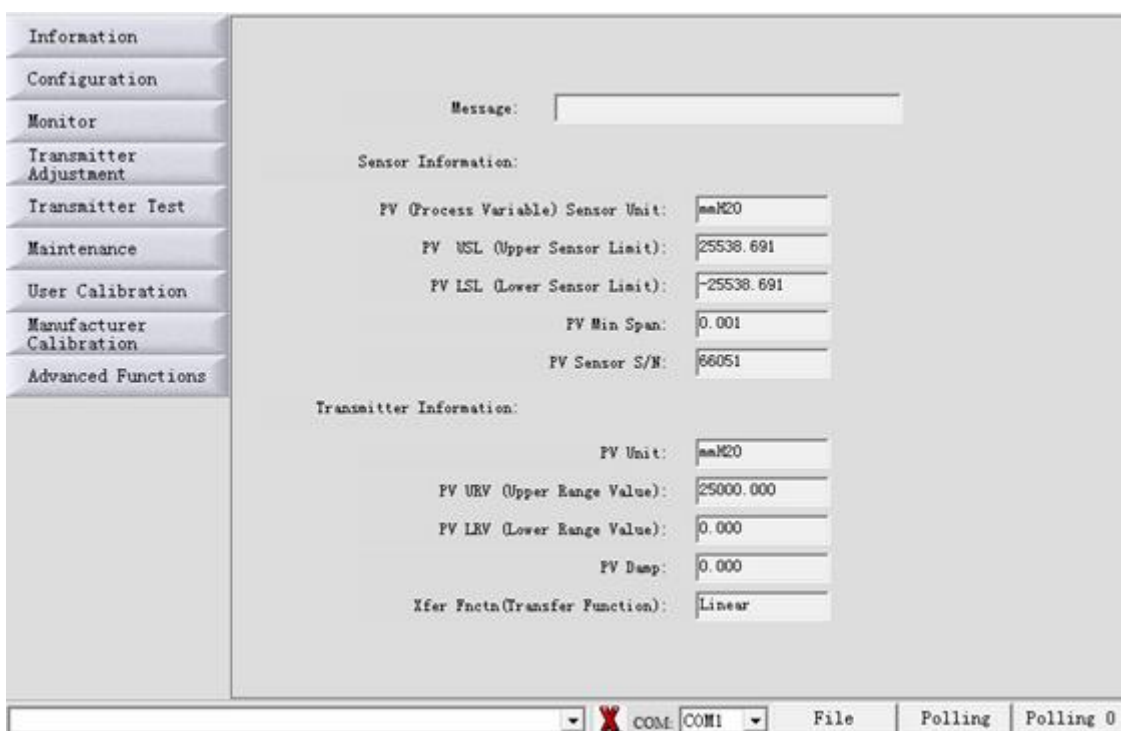 Information
Configuration
Monitor
Transmitter
Adjustment
Transmitter Test
Maintenance
User Calibration
Manufacturer
Calibration
Advanced Functions
Message:
Sensor Information:
PV (Process Variable) Sensor Unit: mmH2O
PV USL (Upper Sensor Limit): 25538.691
PV LSL (Lower Sensor Limit): -25538.691
PV Min Span: 0.001
PV Sensor S/N: 66051
Transmitter Information:
PV Unit: mmH2O
PV URV (Upper Range Value): 25000.000
PV LRV (Lower Range Value): 0.000
PV Damp: 0.000
Xfer Fnctn(Transfer Function): Linear
COM: COM1 File Polling Polling 0